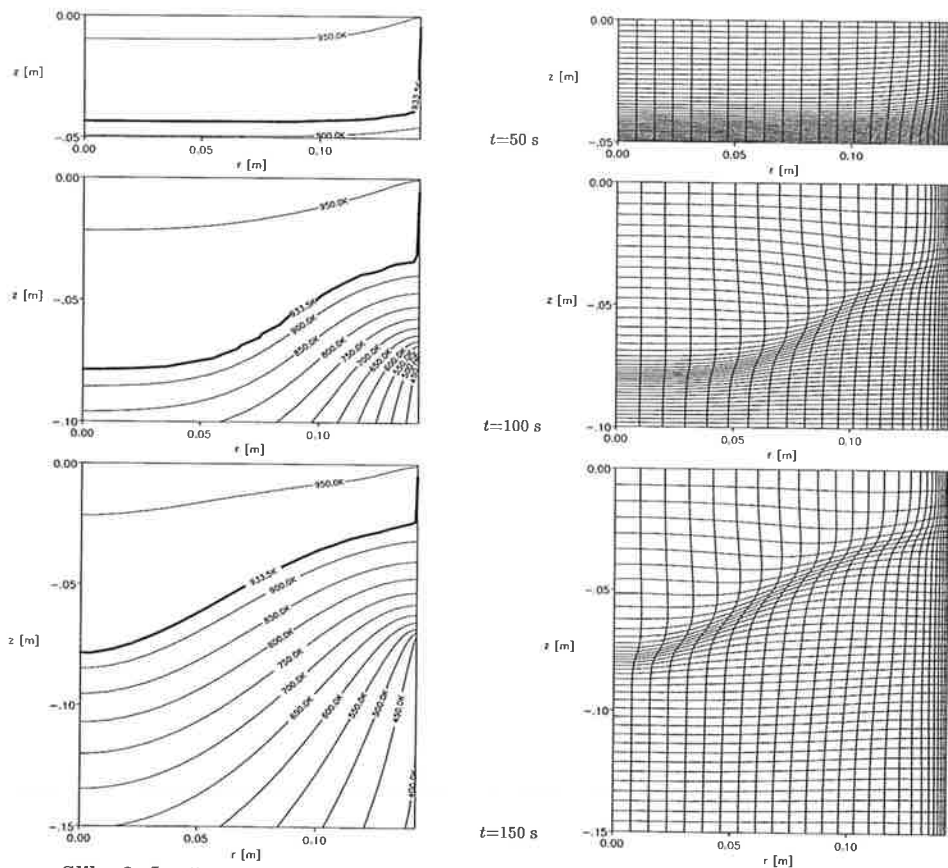 0.00
950.0K
z [m]
933.5K
900.0K
-.05
0.00
0.05
0.10
r [m]
t=50 s
0.00
z [m]
-.05
0.00
0.05
0.10
r [m]
0.00
950.0K
z [m]
-.05
933.5K
900.0K
850.0K
800.0K
750.0K
700.0K
650.0K
600.0K
-.10
0.00
0.05
0.10
r [m]
t=100 s
0.00
z [m]
-.05
-.10
0.00
0.05
0.10
r [m]
0.00
950.0K
-.05
933.5K
900.0K
850.0K
800.0K
750.0K
700.0K
650.0K
600.0K
550.0K
500.0K
450.0K
400.0K
z [m]
-.10
-.15
0.00
0.05
0.10
r [m]
t=150 s
0.00
-.05
z [m]
-.10
-.15
0.00
0.05
0.10
r [m]